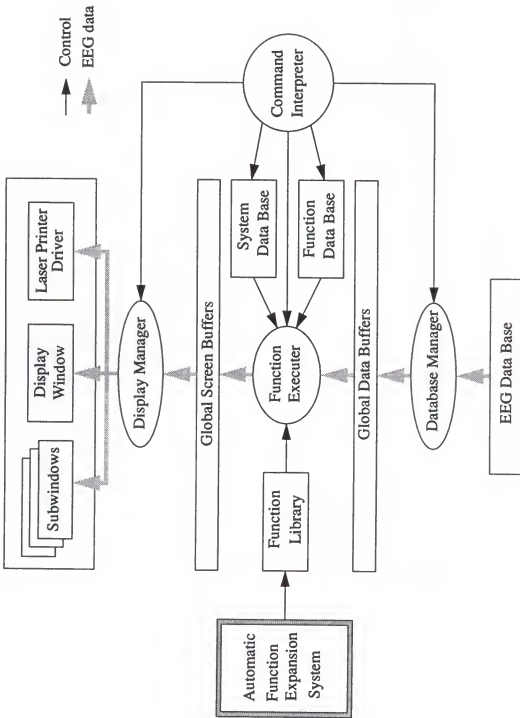 Control
EEG data
Subwindows
Display
Window
Laser Printer
Driver
Display Manager
Global Screen Buffers
Automatic
Function
Expansion
System
Function
Library
Function
Executer
System
Data Base
Function
Data Base
Command
Interpreter
Global Data Buffers
Database Manager
EEG Data Base